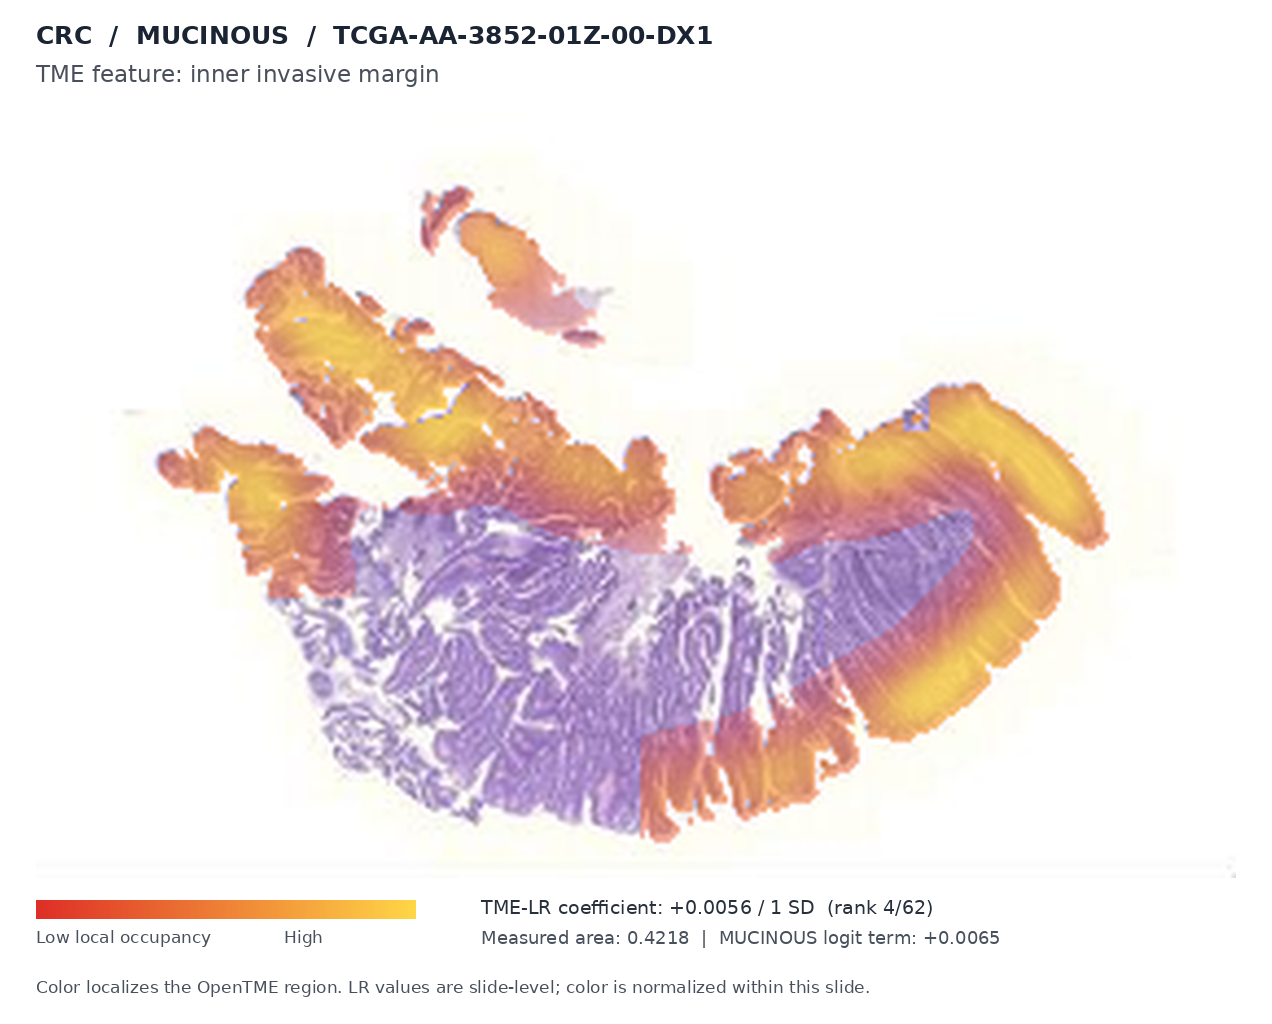 CRC / MUCINOUS / TCGA-AA-3852-01Z-00-DX1
TME feature: inner invasive margin
TME-LR coefficient: +0.0056 / 1 SD (rank 4/62)
Low local occupancy High
Measured area: 0.4218 | MUCINOUS logit term: +0.0065
Color localizes the OpenTME region. LR values are slide-level; color is normalized within this slide.